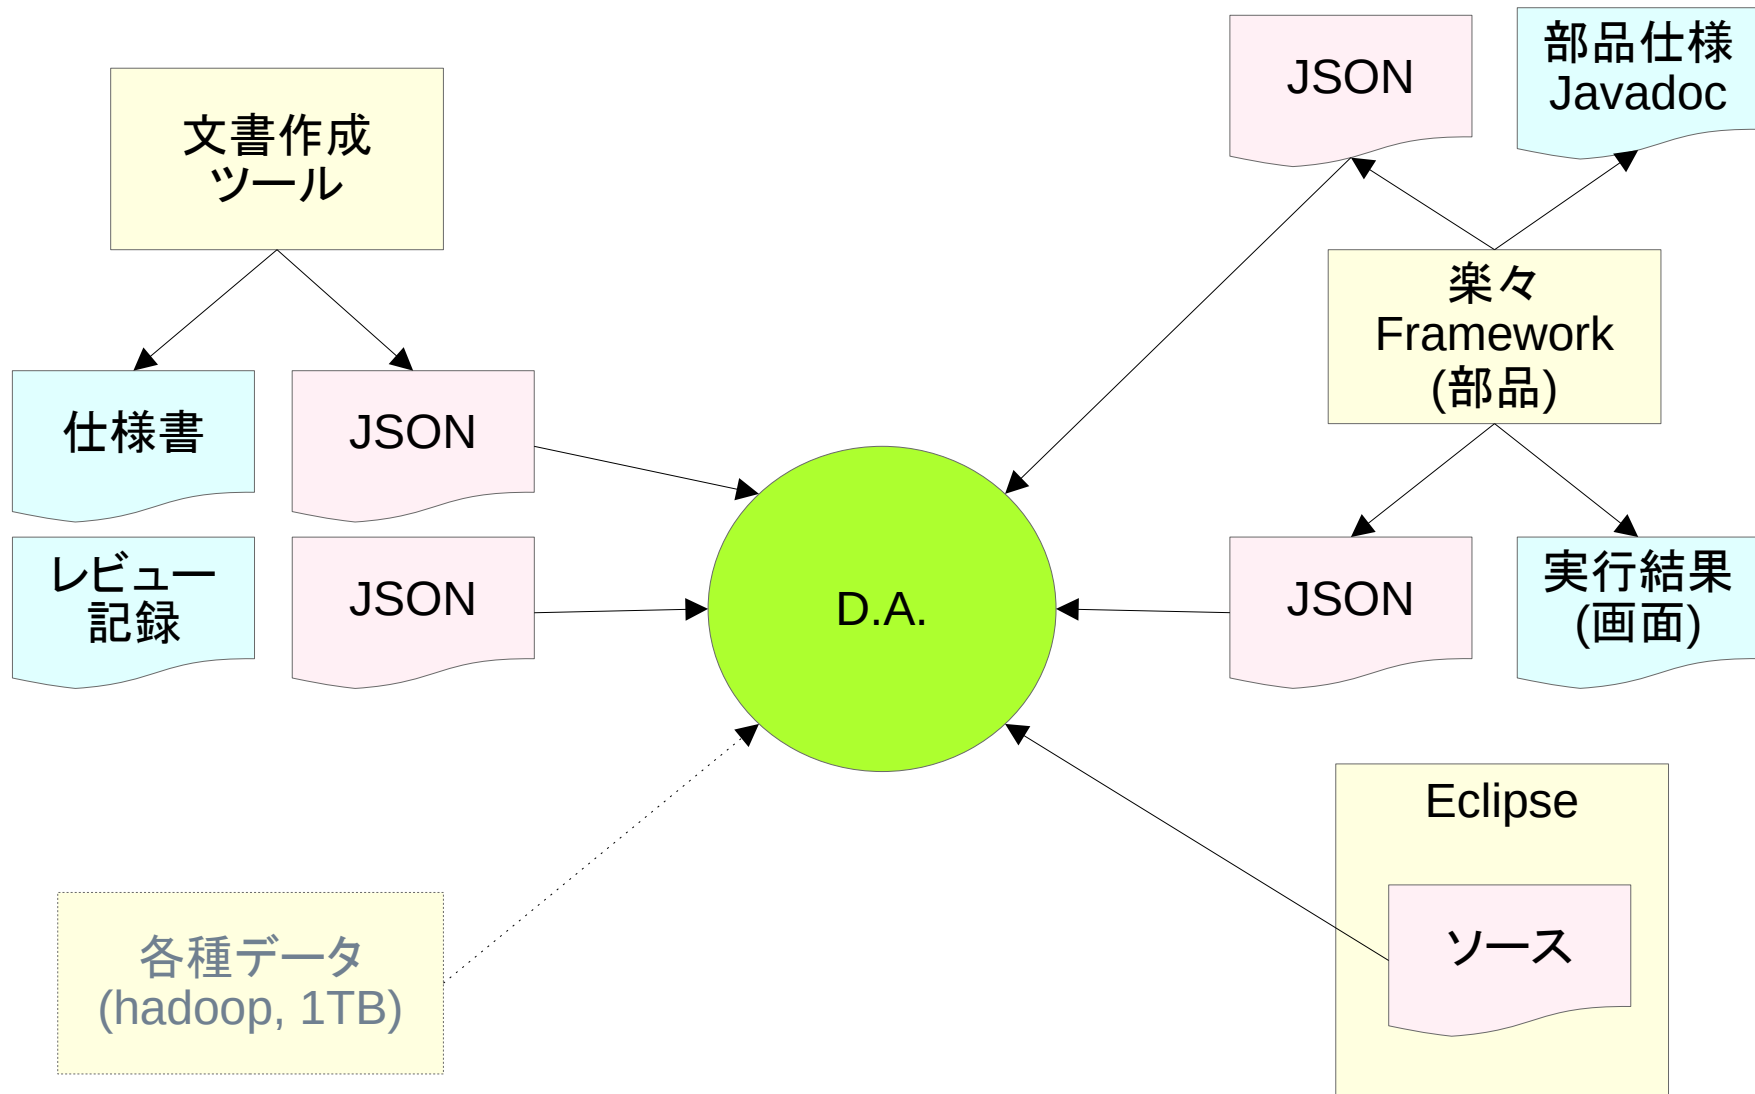 文書作成
ツール
仕様書
JSON
レビュー
記録
JSON
各種データ
(hadoop, 1TB)
D.A.
JSON
部品仕様
Javadoc
楽々
Framework
(部品)
JSON
実行結果
(画面)
Eclipse
ソース